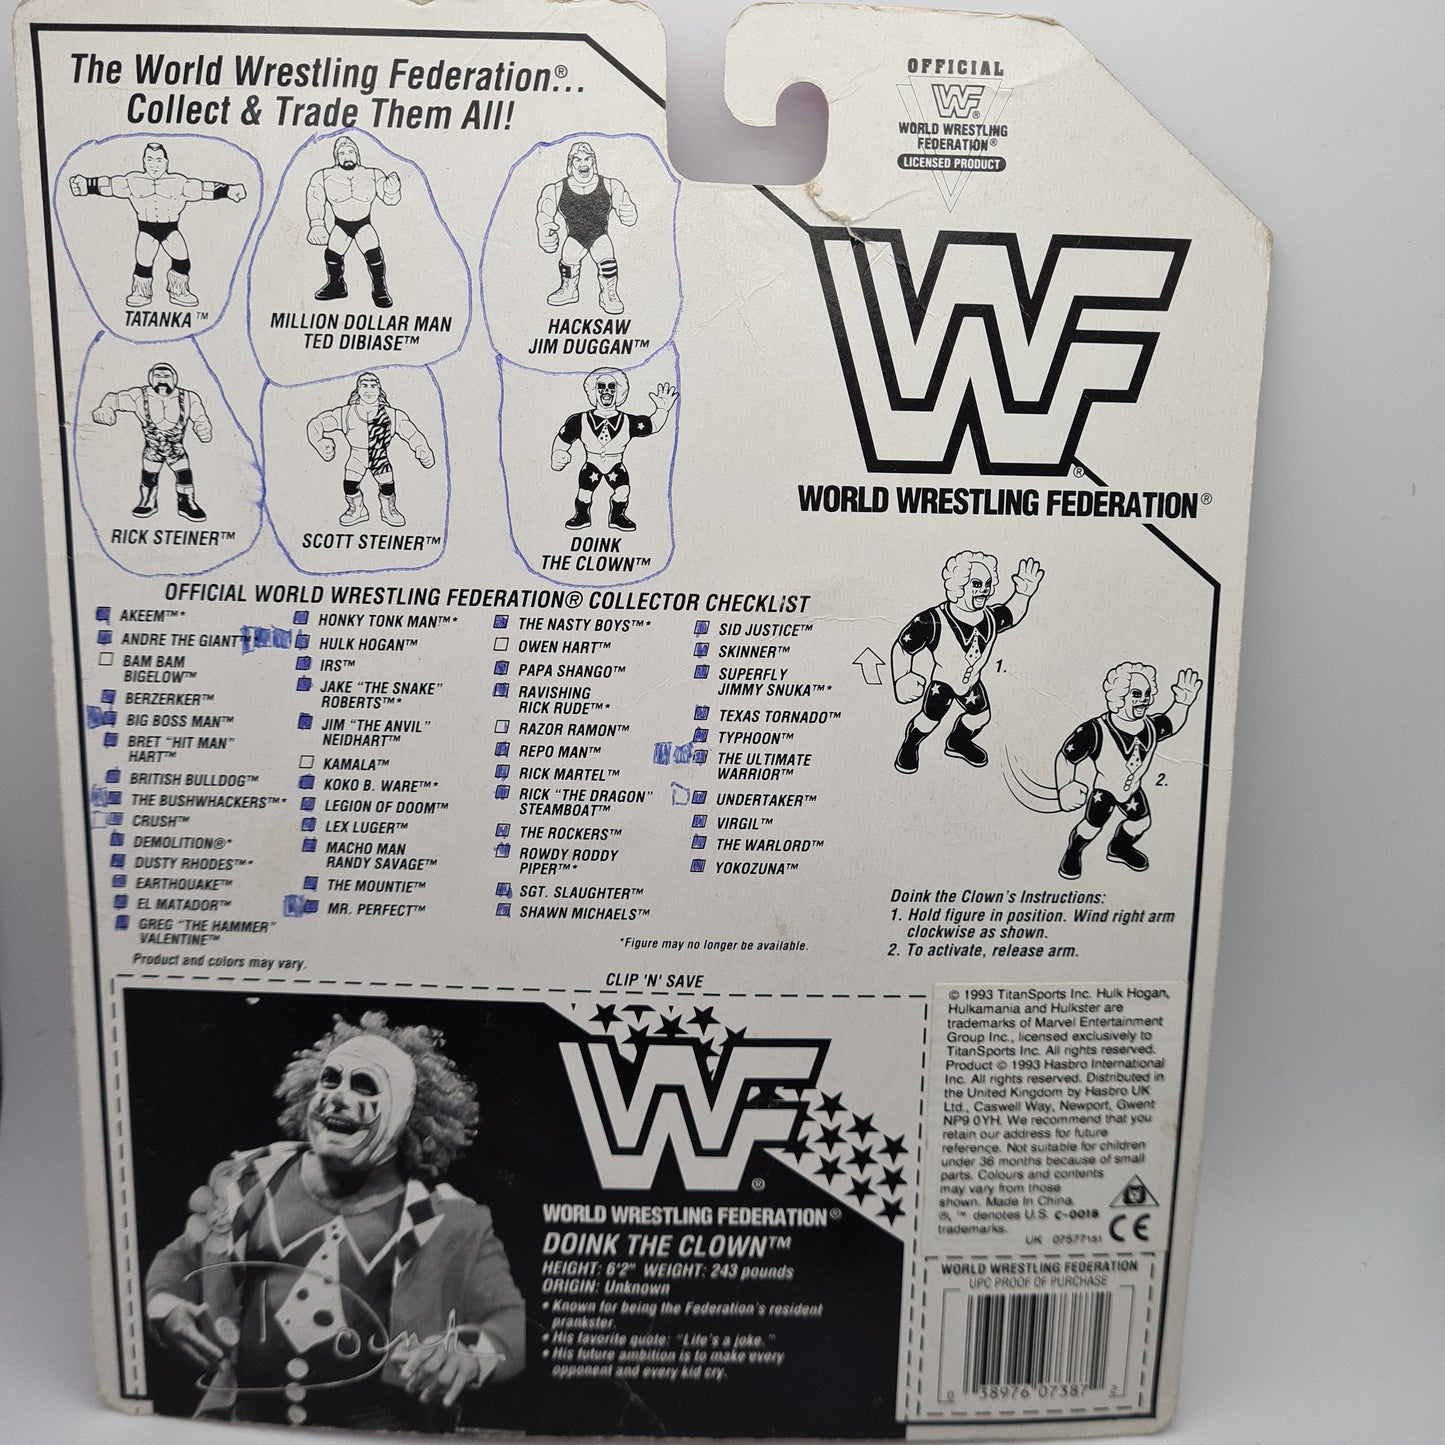 The World Wrestling Federation®...
Collect & Trade Them All!
OFFICIAL
WF®
WORLD WRESTLING
FEDERATION®
LICENSED PRODUCT
TATANKA™
MILLION DOLLAR MAN
TED DIBIASE™
HACKSAW
JIM DUGGAN™
RICK STEINER™
SCOTT STEINER™
DOINK
THE CLOWN™
WF®
WORLD WRESTLING FEDERATION®
OFFICIAL WORLD WRESTLING FEDERATION® COLLECTOR CHECKLIST
AKEEM™*
ANDRE THE GIANT™*
BAM BAM
BIGELOW™
BERZERKER™
BIG BOSS MAN™
BRET "HIT MAN"
HART™
BRITISH BULLDOG™
THE BUSHWHACKERS™*
CRUSH™
DEMOLITION®*
DUSTY RHODES™*
EARTHQUAKE™
EL MATADOR™
GREG "THE HAMMER"
VALENTINE™
HONKY TONK MAN™*
HULK HOGAN™
IRS™
JAKE "THE SNAKE"
ROBERTS™*
JIM "THE ANVIL"
NEIDHART™
KAMALA™
KOKO B. WARE™*
LEGION OF DOOM™
LEX LUGER™
MACHO MAN
RANDY SAVAGE™
THE MOUNTIE™
MR. PERFECT™
THE NASTY BOYS™*
OWEN HART™
PAPA SHANGO™
RAVISHING
RICK RUDE™*
RAZOR RAMON™
REPO MAN™
RICK MARTEL™
RICK "THE DRAGON"
STEAMBOAT™
THE ROCKERS™
ROWDY RODDY
PIPER™*
SGT. SLAUGHTER™
SHAWN MICHAELS™
SID JUSTICE™
SKINNER™
SUPERFLY
JIMMY SNUKA™*
TEXAS TORNADO™
TYPHOON™
THE ULTIMATE
WARRIOR™
UNDERTAKER™
VIRGIL™
THE WARLORD™
YOKOZUNA™
Product and colors may vary.
*Figure may no longer be available.
1.
2.
Doink the Clown's Instructions:
1. Hold figure in position. Wind right arm
clockwise as shown.
2. To activate, release arm.
CLIP 'N' SAVE
WF®
WORLD WRESTLING FEDERATION®
DOINK THE CLOWN™
HEIGHT: 6'2" WEIGHT: 243 pounds
ORIGIN: Unknown
• Known for being the Federation's resident
prankster.
• His favorite quote: "Life's a joke."
• His future ambition is to make every
opponent and every kid cry.
Doink
© 1993 TitanSports Inc. Hulk Hogan,
Hulkamania and Hulkster are
trademarks of Marvel Entertainment
Group Inc., licensed exclusively to
TitanSports Inc. All rights reserved.
Product © 1993 Hasbro International
Inc. All rights reserved. Distributed in
the United Kingdom by Hasbro UK
Ltd., Caswell Way, Newport, Gwent
NP9 0YH. We recommend that you
retain our address for future
reference. Not suitable for children
under 36 months because of small
parts. Colours and contents
may vary from those
shown. Made In China.
®, ™ denotes U.S. C-001S
trademarks.
CE
UK 07577151
WORLD WRESTLING FEDERATION
UPC PROOF OF PURCHASE
0 38976 07387 2